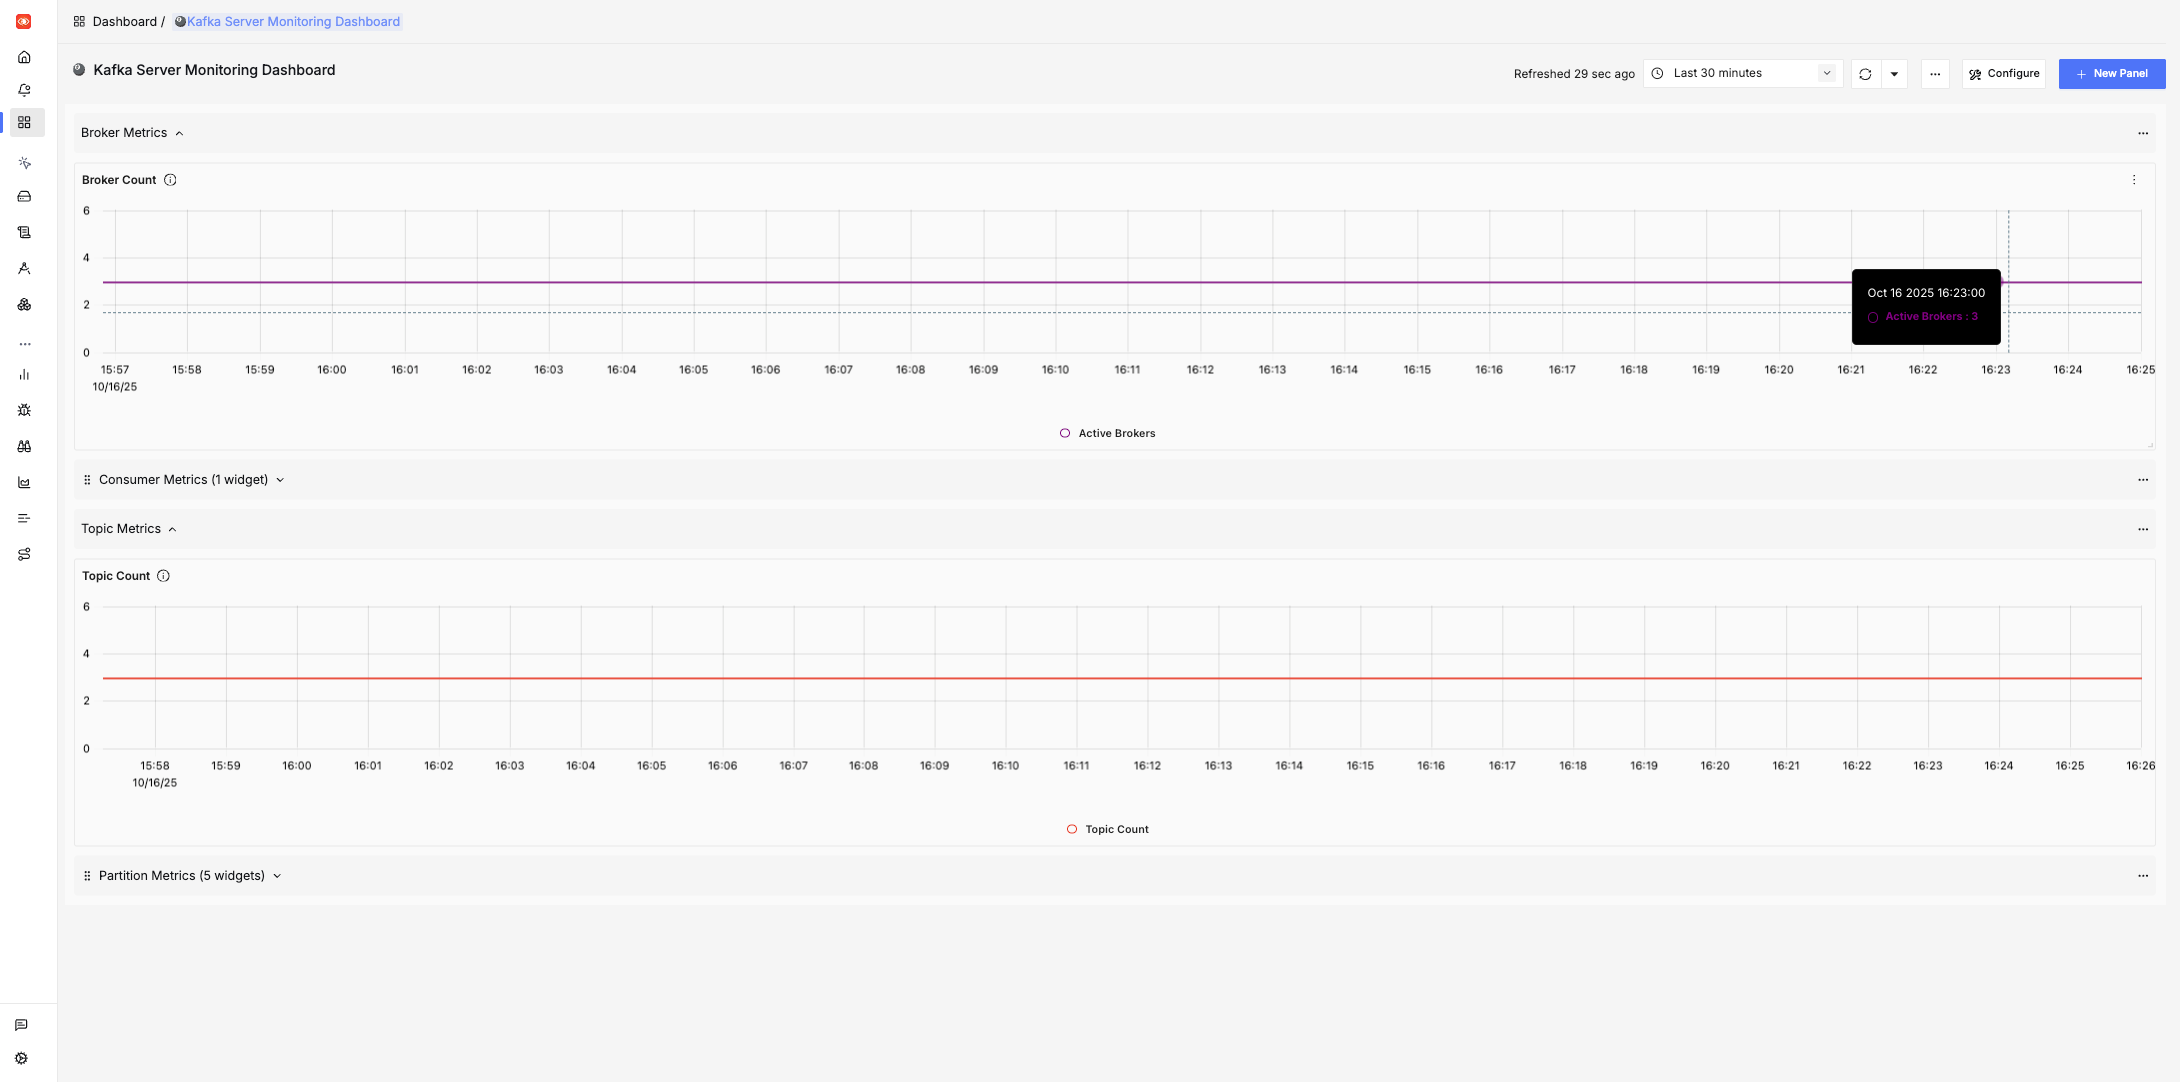 Dashboard / Kafka Server Monitoring Dashboard
Kafka Server Monitoring Dashboard
Refreshed 29 sec ago
Last 30 minutes
Configure
New Panel
Broker Metrics
Broker Count
6
4
2
0
Oct 16 2025 16:23:00
Active Brokers : 3
15:57 15:58 15:59 16:00 16:01 16:02 16:03 16:04 16:05 16:06 16:07 16:08 16:09 16:10 16:11 16:12 16:13 16:14 16:15 16:16 16:17 16:18 16:19 16:20 16:21 16:22 16:23 16:24 16:25
10/16/25
Active Brokers
Consumer Metrics (1 widget)
Topic Metrics
Topic Count
6
4
2
0
15:58 15:59 16:00 16:01 16:02 16:03 16:04 16:05 16:06 16:07 16:08 16:09 16:10 16:11 16:12 16:13 16:14 16:15 16:16 16:17 16:18 16:19 16:20 16:21 16:22 16:23 16:24 16:25 16:26
10/16/25
Topic Count
Partition Metrics (5 widgets)